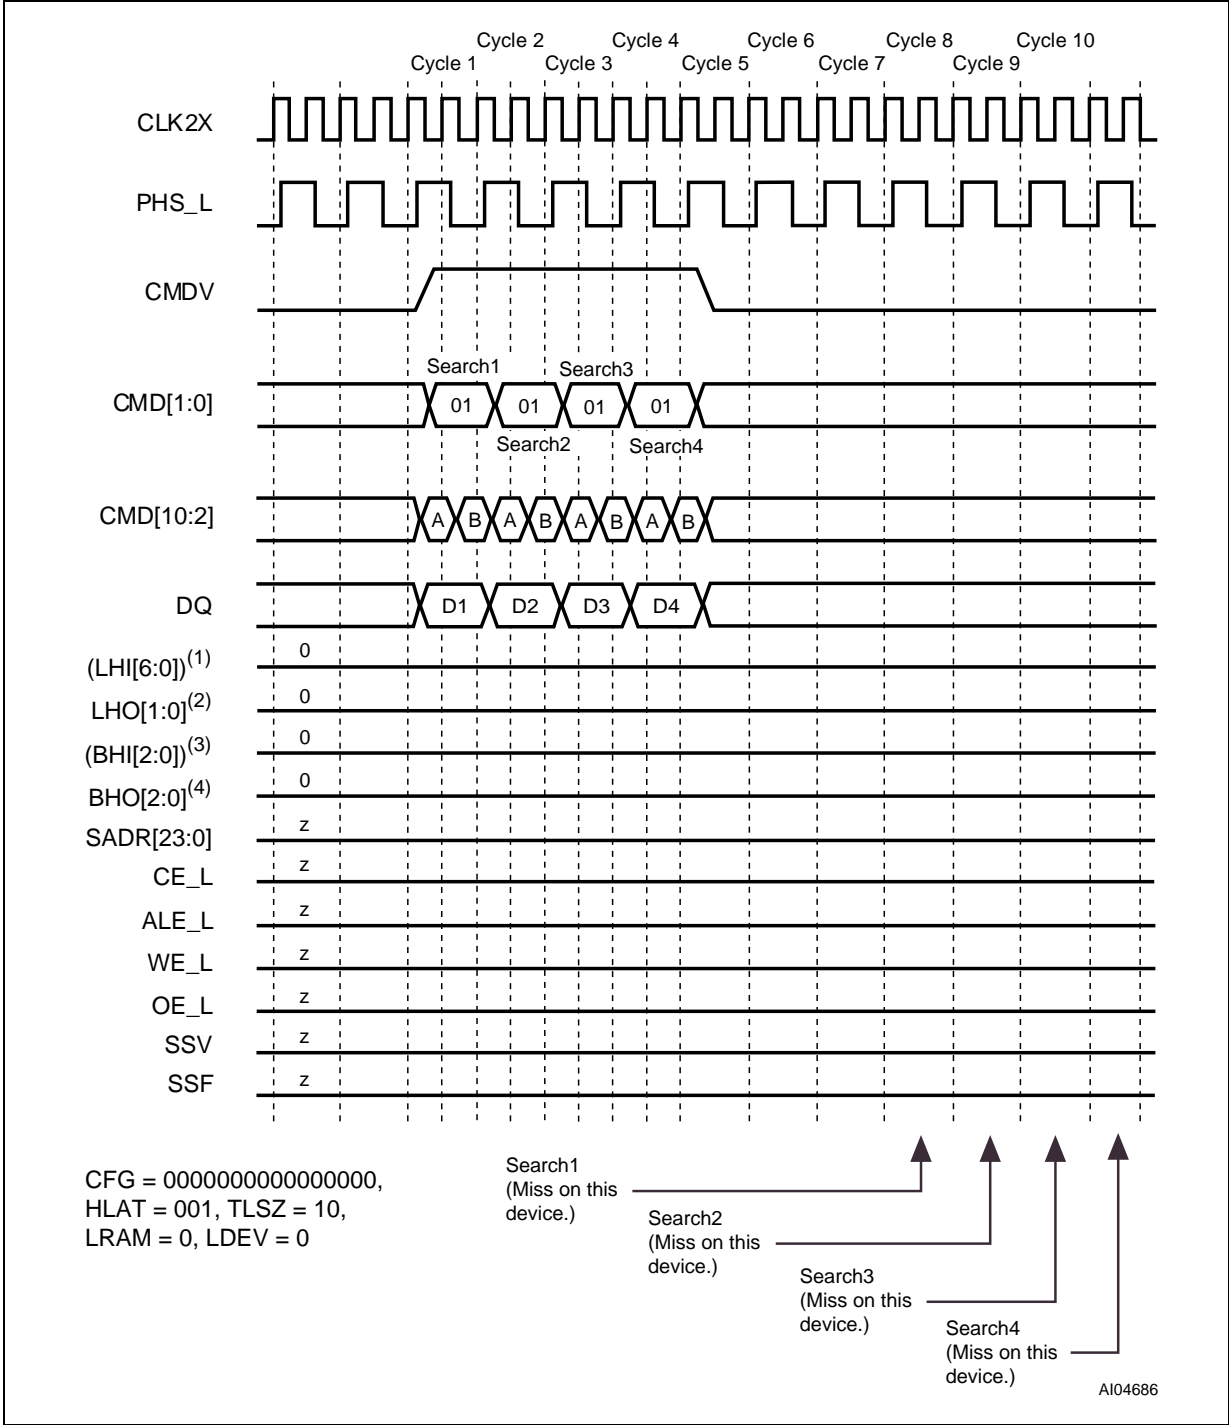 Cycle 2 Cycle 4 Cycle 6 Cycle 8 Cycle 10
Cycle 1 Cycle 3 Cycle 5 Cycle 7 Cycle 9
CLK2X
PHS_L
CMDV
Search1 Search3
CMD[1:0] 01 01 01 01
Search2 Search4
CMD[10:2] A B A B A B A B
DQ D1 D2 D3 D4
(LHI[6:0])(1) 0
LHO[1:0](2) 0
(BHI[2:0])(3) 0
BHO[2:0](4) 0
SADR[23:0] z
CE_L z
ALE_L z
WE_L z
OE_L z
SSV z
SSF z
CFG = 0000000000000000,
HLAT = 001, TLSZ = 10,
LRAM = 0, LDEV = 0
Search1
(Miss on this
device.)
Search2
(Miss on this
device.)
Search3
(Miss on this
device.)
Search4
(Miss on this
device.)
AI04686